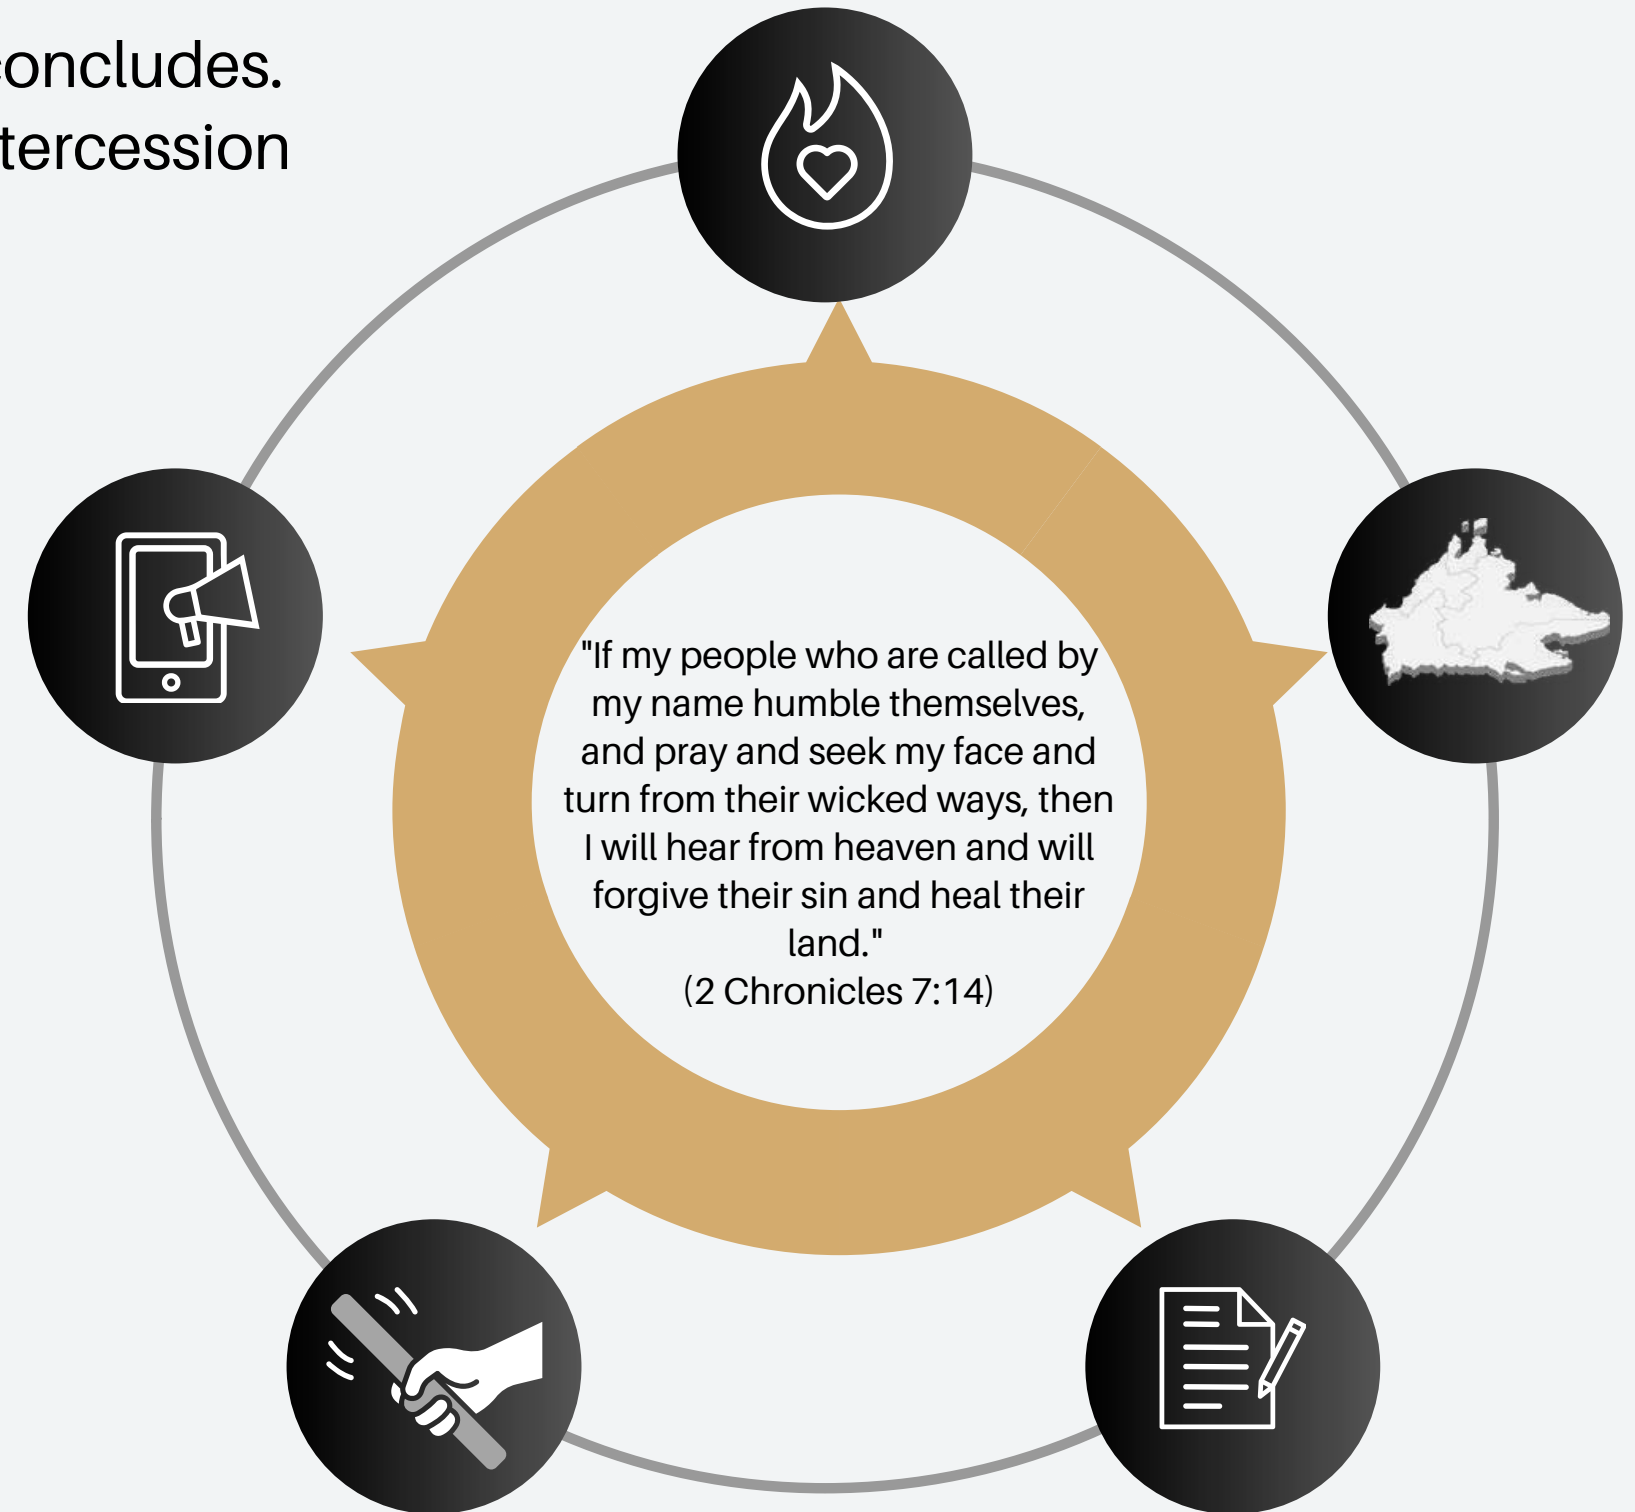 concludes.
tercession
"If my people who are called by
my name humble themselves,
and pray and seek my face and
turn from their wicked ways, then
I will hear from heaven and will
forgive their sin and heal their
land."
(2 Chronicles 7:14)